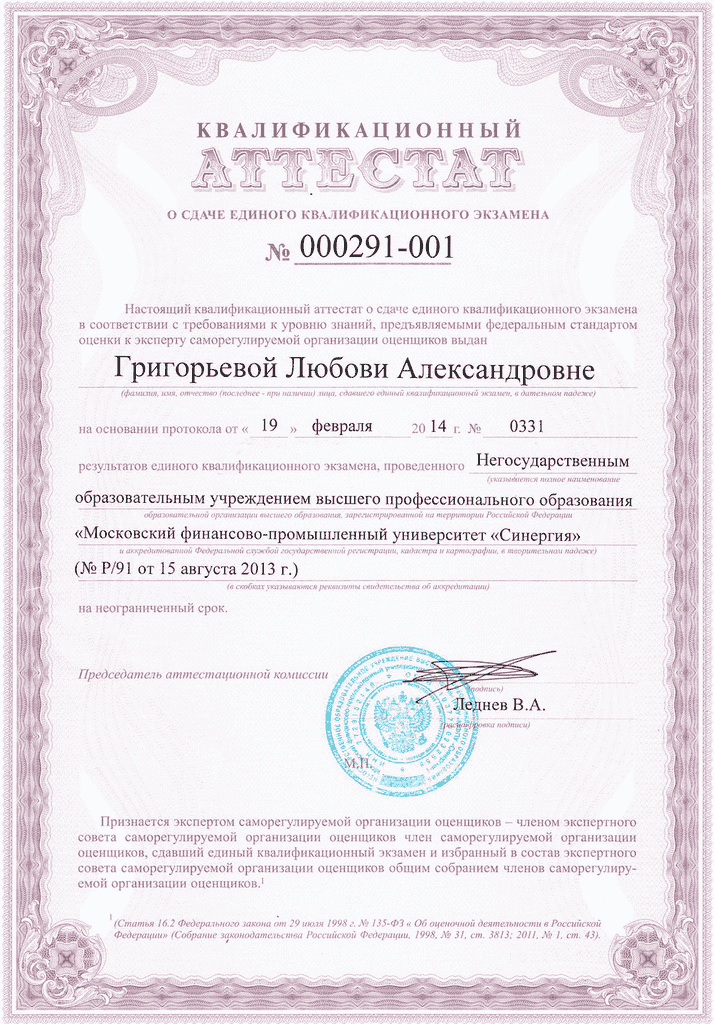 КВАЛИФИКАЦИОННЫЙ
АТТЕСТАТ
О СДАЧЕ ЕДИНОГО КВАЛИФИКАЦИОННОГО ЭКЗАМЕНА
№ 000291-001
Настоящий квалификационный аттестат о сдаче единого квалификационного экзамена
в соответствии с требованиями к уровню знаний, предъявляемыми федеральным стандартом
оценки к эксперту саморегулируемой организации оценщиков выдан
Григорьевой Любови Александровне
(фамилия, имя, отчество (последнее - при наличии) лица, сдавшего единый квалификационный экзамен, в дательном падеже)
на основании протокола от « 19 » февраля 20 14 г. № 0331
результатов единого квалификационного экзамена, проведенного Негосударственным
(указывается полное наименование
образовательным учреждением высшего профессионального образования
образовательной организации высшего образования, зарегистрированной на территории Российской Федерации
«Московский финансово-промышленный университет «Синергия»
и аккредитованной Федеральной службой государственной регистрации, кадастра и картографии, в творительном падеже)
(№ Р/91 от 15 августа 2013 г.)
(в скобках указываются реквизиты свидетельства об аккредитации)
на неограниченный срок.
Председатель аттестационной комиссии
(подпись)
Леднев В.А.
(расшифровка подписи)
М.П.
Признается экспертом саморегулируемой организации оценщиков – членом экспертного
совета саморегулируемой организации оценщиков член саморегулируемой организации
оценщиков, сдавший единый квалификационный экзамен и избранный в состав экспертного
совета саморегулируемой организации оценщиков общим собранием членов саморегулиру-
емой организации оценщиков.¹
¹ (Статья 16.2 Федерального закона от 29 июля 1998 г. № 135-ФЗ « Об оценочной деятельности в Российской
Федерации» (Собрание законодательства Российской Федерации, 1998, № 31, ст. 3813; 2011, № 1, ст. 43).